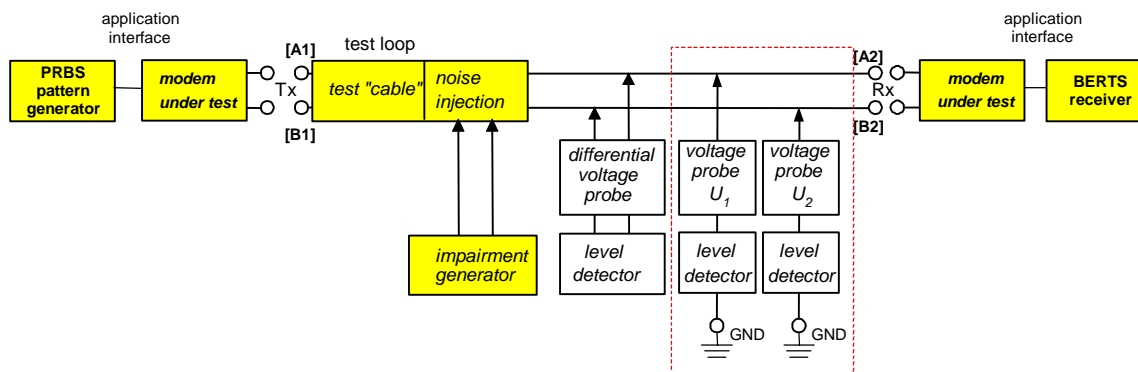 application
interface
PRBS
pattern
generator
modem
under test
[A1]
Tx
[B1]
test loop
test "cable"
noise
injection
impairment
generator
differential
voltage
probe
level
detector
voltage
probe
U1
level
detector
GND
voltage
probe
U2
level
detector
GND
[A2]
Rx
[B2]
application
interface
modem
under test
BERTS
receiver